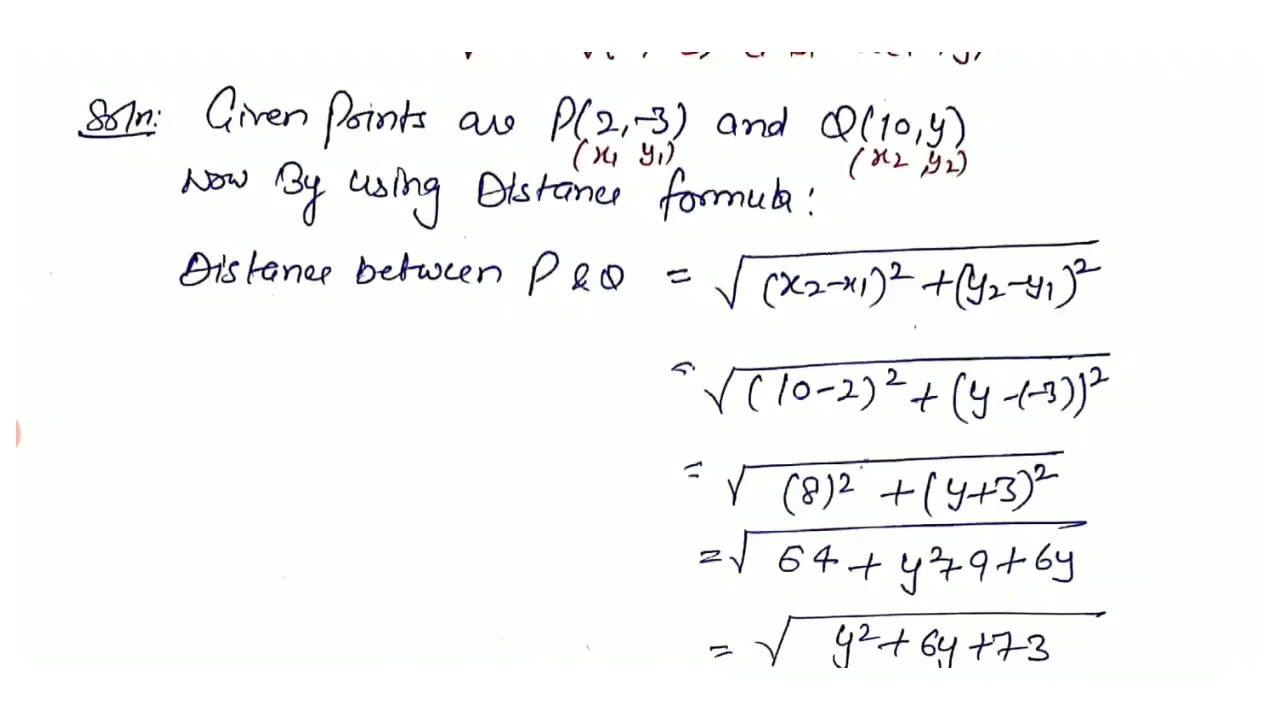 Soln: Given Points are P(2,-3) and Q(10,y)
(x1 y1) (x2,y2)
Now By using Distance formula:
Distance between P & Q = √(x2-x1)² + (y2-y1)²
= √(10-2)² + (y-(-3))²
= √(8)² + (y+3)²
= √64 + y²+9+6y
= √y² + 6y +73